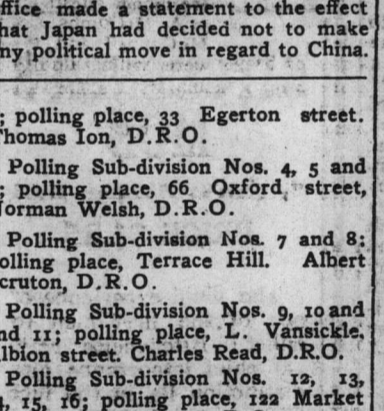 ffice made a statement to the effect
hat Japan had decided not to make
ny political move in regard to China.
; polling place, 33 Egerton street.
homas Ion, D.R.O.
Polling Sub-division Nos. 4, 5 and
; polling place, 66 Oxford street,
orman Welsh, D.R.O.
Polling Sub-division Nos. 7 and 8;
olling place, Terrace Hill. Albert
cruton, D.R.O.
Polling Sub-division Nos. 9, 10 and
nd 11; polling place, L. Vansickle,
lbion street. Charles Read, D.R.O.
Polling Sub-division Nos. 12, 13,
, 15, 16; polling place, 122 Market